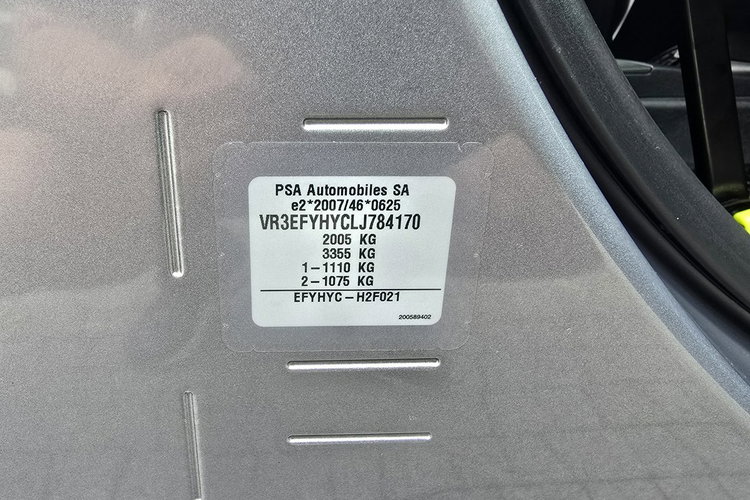 PSA Automobiles SA
e2*2007/46*0625
VR3EFYHYCLJ784170
2005 KG
3355 KG
1-1110 KG
2-1075 KG
EFYHYC-H2F021
200589402